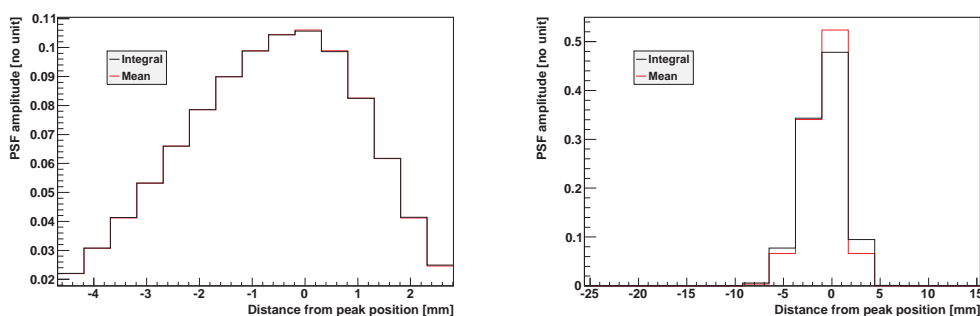 PSF amplitude [no unit]
0.11
0.1
0.09
0.08
0.07
0.06
0.05
0.04
0.03
0.02
Integral
Mean
-4 -3 -2 -1 0 1 2
Distance from peak position [mm]
PSF amplitude [no unit]
0.5
0.4
0.3
0.2
0.1
0
Integral
Mean
-25 -20 -15 -10 -5 0 5 10 15
Distance from peak position [mm]